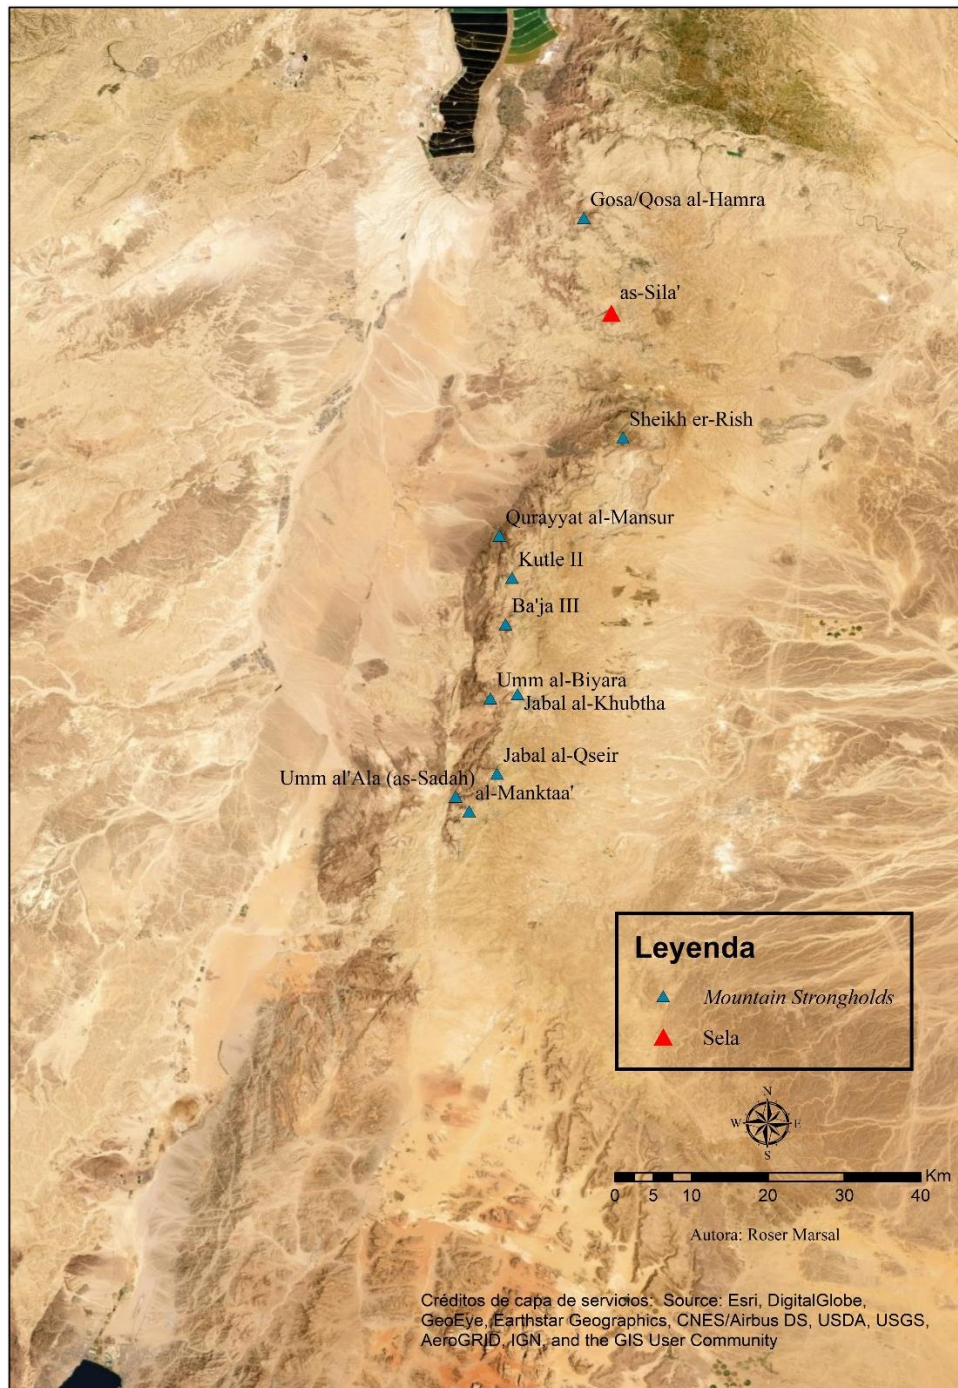 Gosa/Qosa al-Hamra
as-Sila'
Sheikh er-Rish
Qurayyat al-Mansur
Kutle II
Ba'ja III
Umm al-Biyara
Jabal al-Khubtha
Jabal al-Qseir
Umm al'Ala (as-Sadah)
al-Manktaa'
Leyenda
Mountain Strongholds
Sela
N
W E
S
Km
0 5 10 20 30 40
Autora: Roser Marsal
Créditos de capa de servicios: Source: Esri, DigitalGlobe,
GeoEye, Earthstar Geographics, CNES/Airbus DS, USDA, USGS,
AeroGRID, IGN, and the GIS User Community